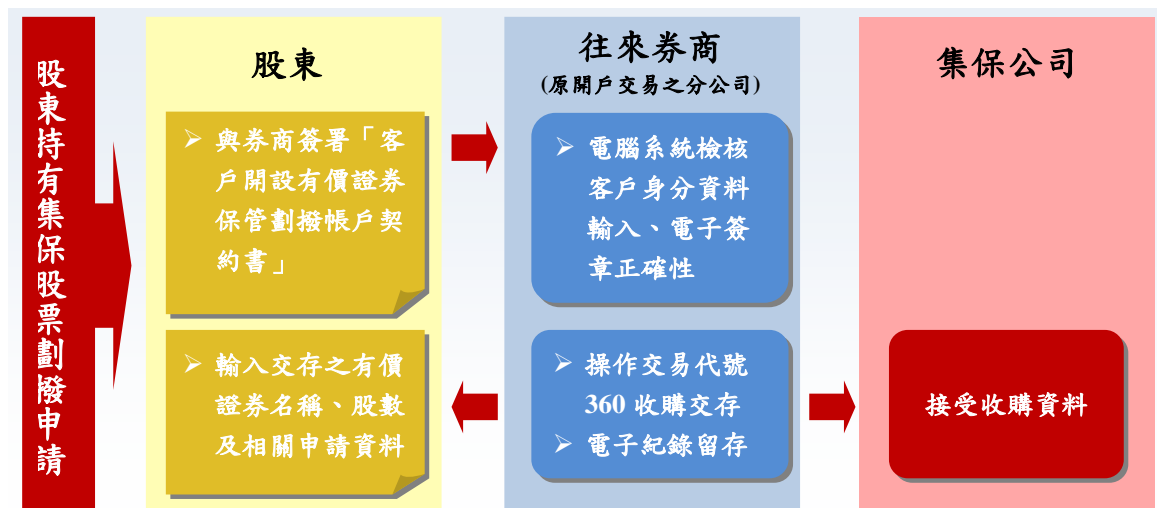 股東持有集保股票劃撥申請
股東
➢ 與券商簽署「客
戶開設有價證券
保管劃撥帳戶契
約書」
➢ 輸入交存之有價
證券名稱、股數
及相關申請資料
往來券商
(原開戶交易之分公司)
➢ 電腦系統檢核
客戶身分資料
輸入、電子簽
章正確性
➢ 操作交易代號
360 收購交存
➢ 電子紀錄留存
集保公司
接受收購資料